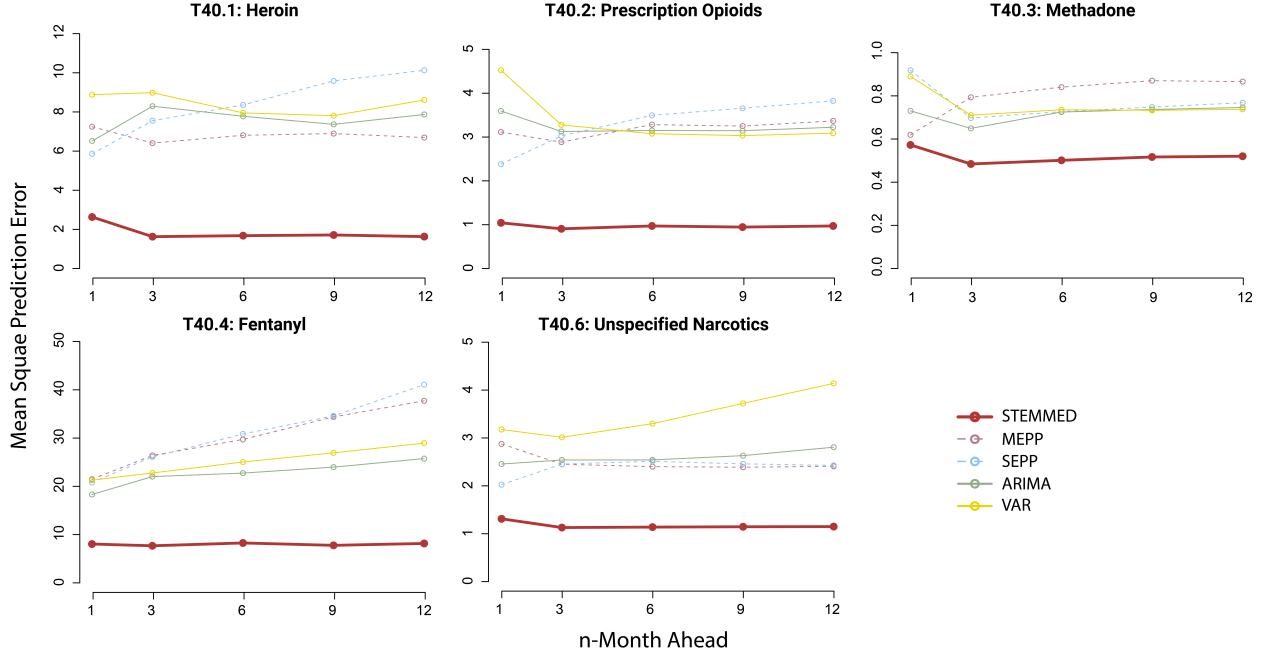 T40.1: Heroin
T40.2: Prescription Opioids
T40.3: Methadone
0 2 4 6 8 10 12
1 3 6 9 12
0 1 2 3 4 5
1 3 6 9 12
0.0 0.2 0.4 0.6 0.8 1.0
1 3 6 9 12
Mean Squae Prediction Error
T40.4: Fentanyl
T40.6: Unspecified Narcotics
0 10 20 30 40 50
1 3 6 9 12
0 1 2 3 4 5
1 3 6 9 12
STEMMED
MEPP
SEPP
ARIMA
VAR
n-Month Ahead